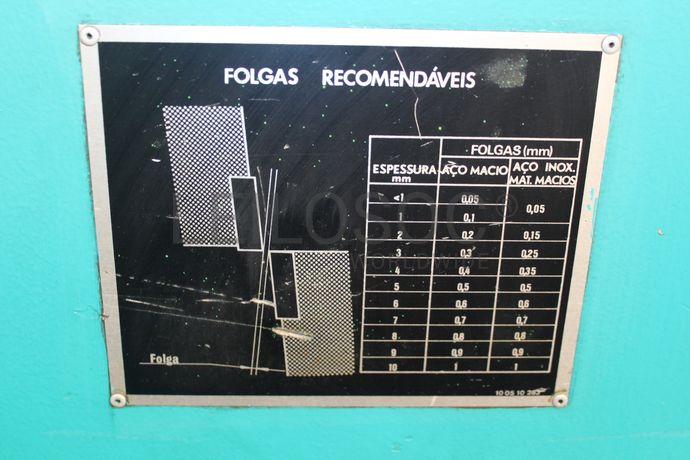 FOLGAS RECOMENDÁVEIS
ESPESSURA mm
FOLGAS (mm)
AÇO MACIO
AÇO INOX. MAT. MACIOS
<1 0,05 0,05
1 0,1
2 0,2 0,15
3 0,3 0,25
4 0,4 0,35
5 0,5 0,5
6 0,6 0,6
7 0,7 0,7
8 0,8 0,8
9 0,9 0,9
10 1 1
Folga
WORLDWIDE